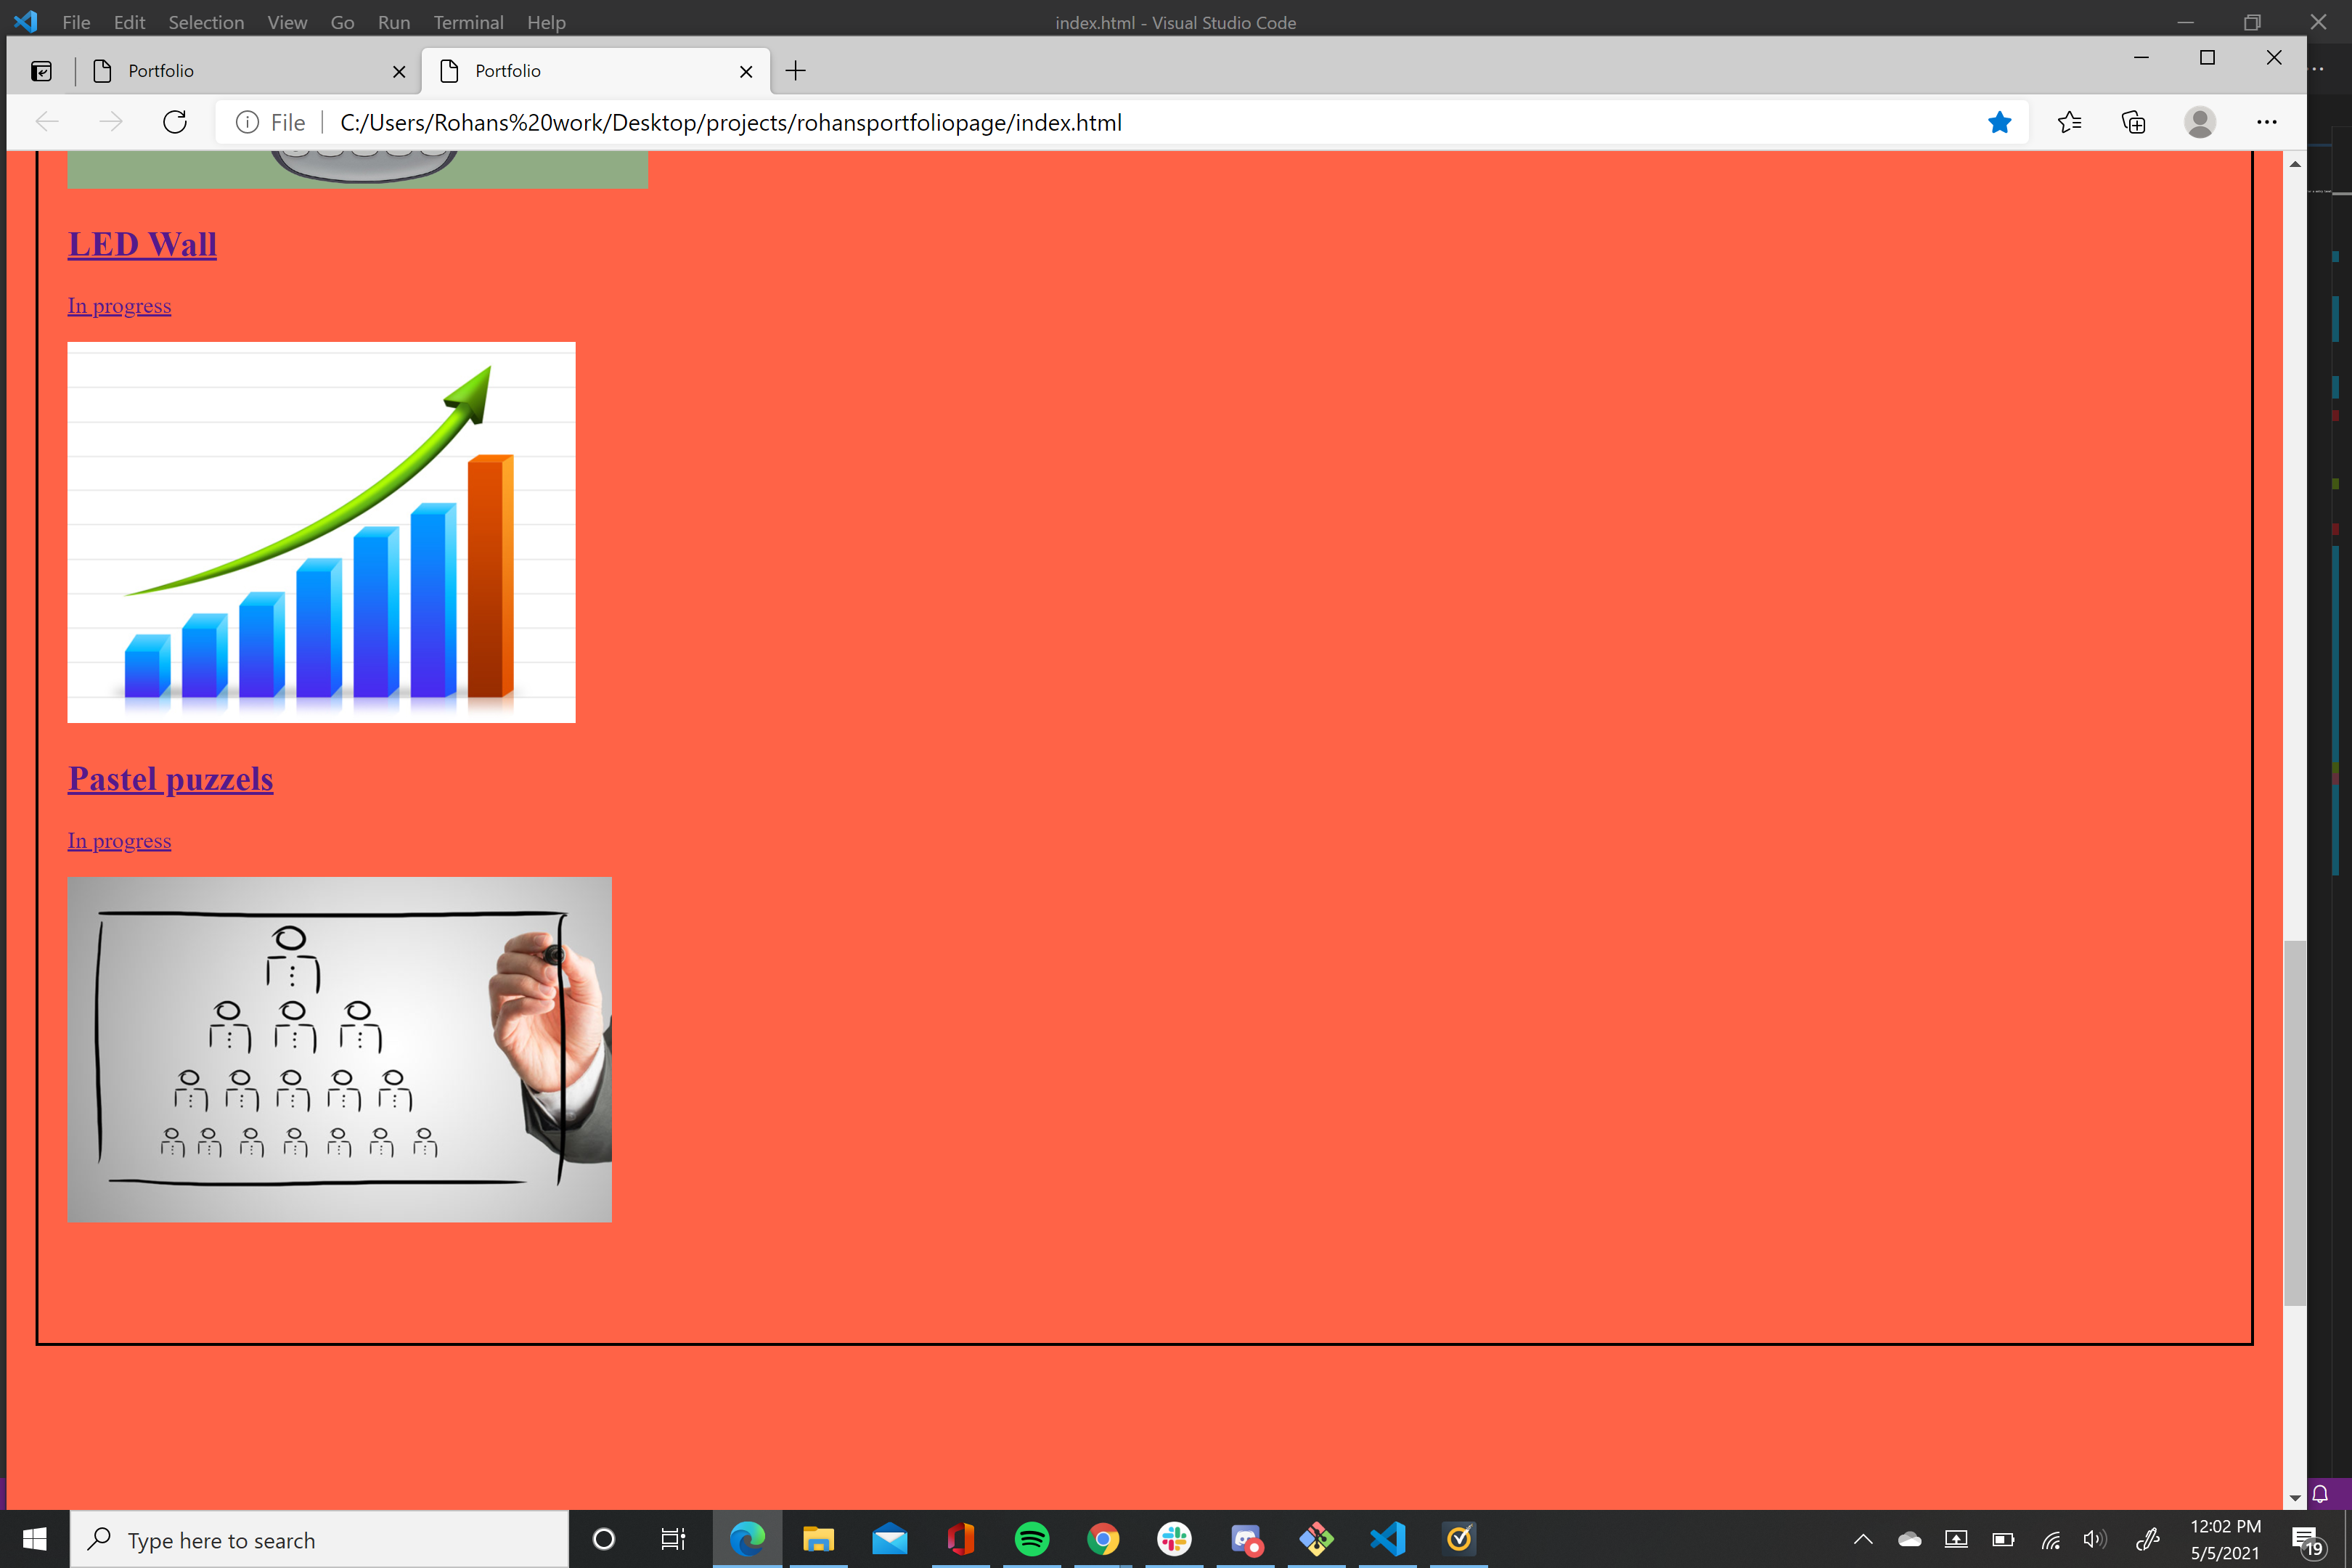 File Edit Selection View Go Run Terminal Help
index.html - Visual Studio Code
Portfolio
Portfolio
File
C:/Users/Rohans%20work/Desktop/projects/rohansportfoliopage/index.html
LED Wall
In progress
Pastel puzzels
In progress
Type here to search
12:02 PM
5/5/2021
19